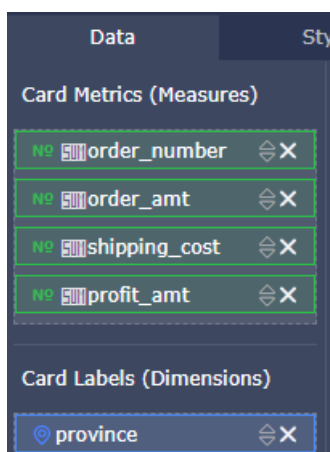 Data
Sty
Card Metrics (Measures)
Nº SUM order_number
Nº SUM order_amt
Nº SUM shipping_cost
Nº SUM profit_amt
Card Labels (Dimensions)
province